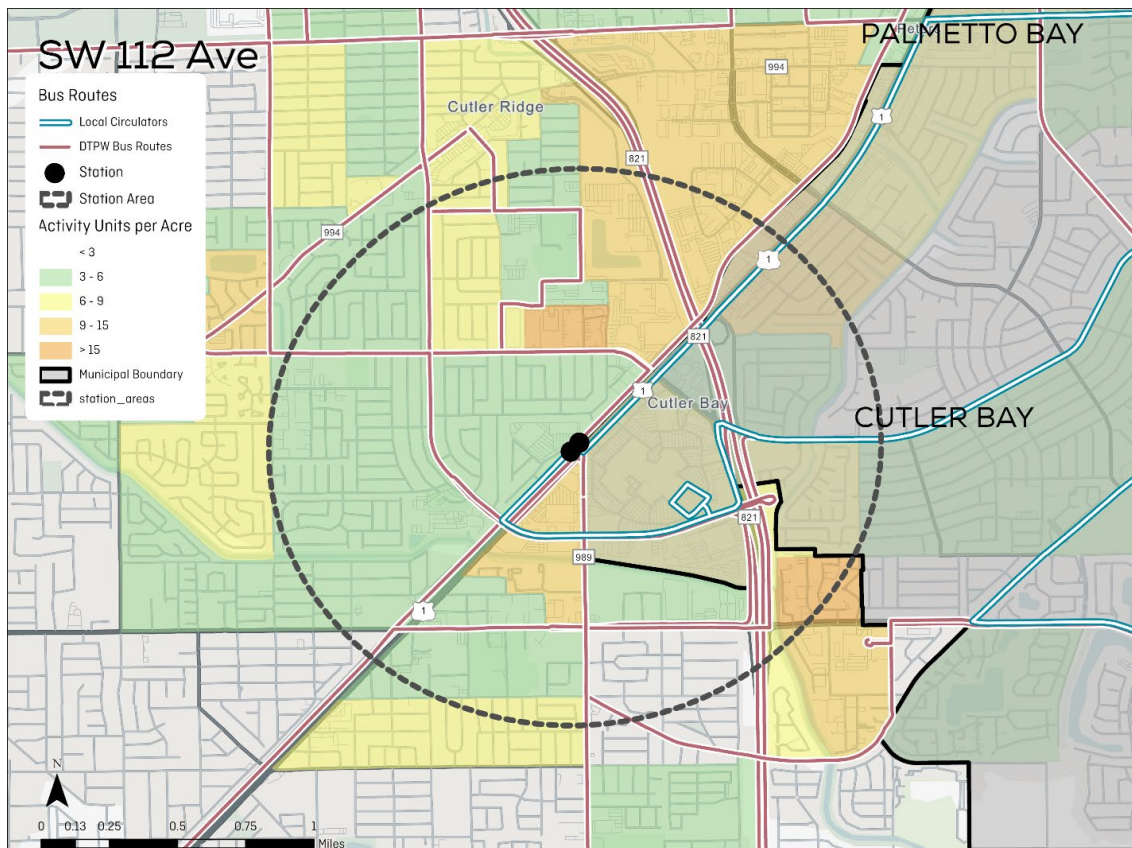 SW 112 Ave
Bus Routes
Local Circulators
DTPW Bus Routes
Station
Station Area
Activity Units per Acre
< 3
3 - 6
6 - 9
9 - 15
> 15
Municipal Boundary
station_areas
PALMETTO BAY
994
1
Cutler Ridge
821
994
1
821
1
Cutler Bay
CUTLER BAY
821
989
1
N
0 0.13 0.25 0.5 0.75 1
Miles